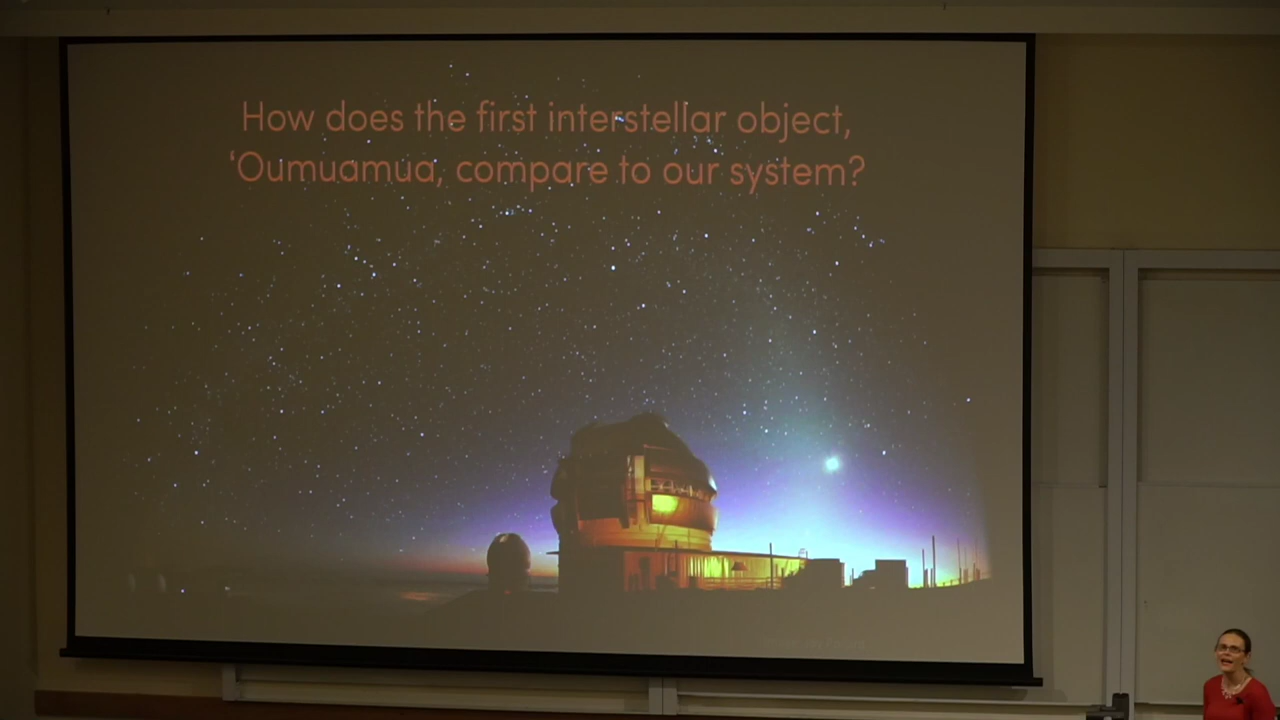 How does the first interstellar object,
‘Oumuamua, compare to our system?